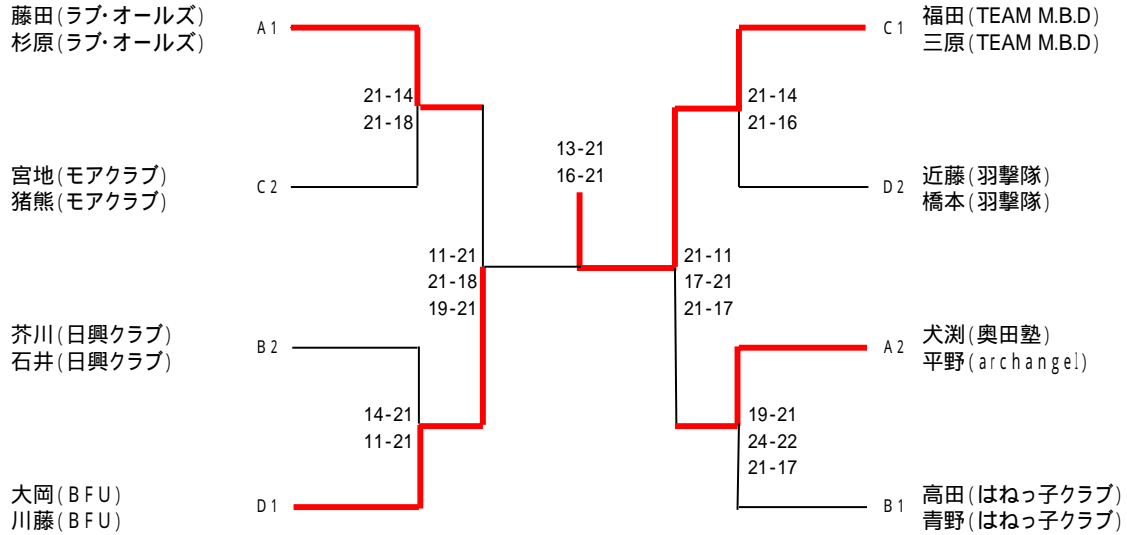 藤田(ラブ・オールズ)
杉原(ラブ・オールズ)
A1
21-14
21-18
宮地(モアクラブ)
猪熊(モアクラブ)
C2
11-21
21-18
19-21
芥川(日興クラブ)
石井(日興クラブ)
B2
14-21
11-21
大岡(BFU)
川藤(BFU)
D1
13-21
16-21
C1
福田(TEAM M.B.D)
三原(TEAM M.B.D)
21-14
21-16
D2
近藤(羽撃隊)
橋本(羽撃隊)
21-11
17-21
21-17
A2
犬渕(奥田塾)
平野(archangel)
19-21
24-22
21-17
B1
高田(はねっ子クラブ)
青野(はねっ子クラブ)